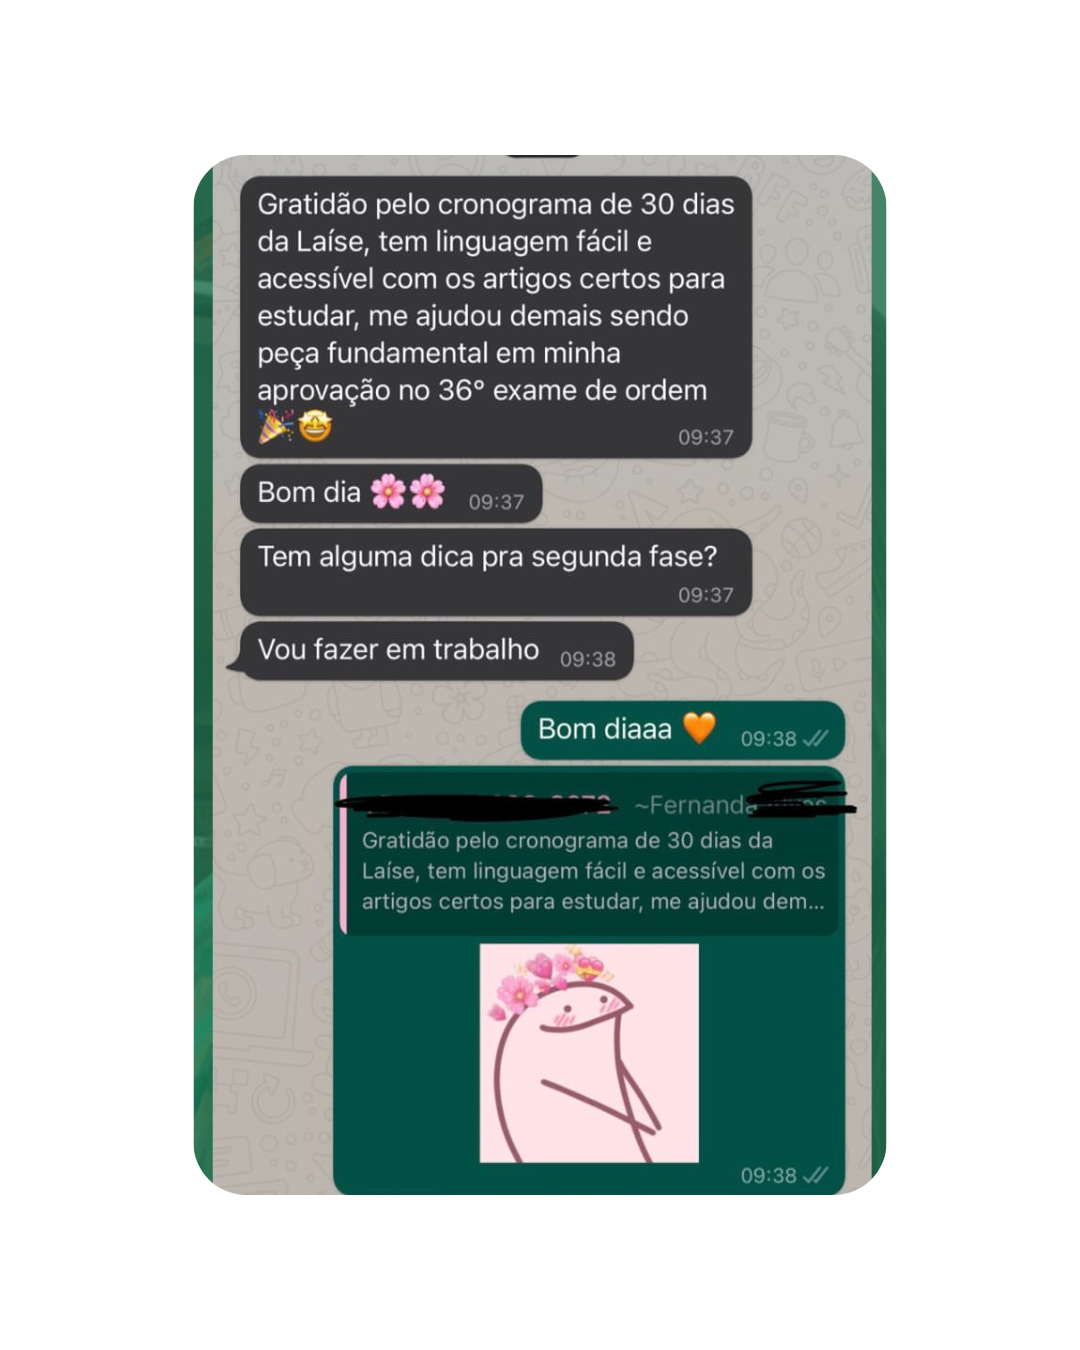 Gratidão pelo cronograma de 30 dias
da Laíse, tem linguagem fácil e
acessível com os artigos certos para
estudar, me ajudou demais sendo
peça fundamental em minha
aprovação no 36° exame de ordem
🎉🤩 09:37
Bom dia 🌸🌸 09:37
Tem alguma dica pra segunda fase?
09:37
Vou fazer em trabalho 09:38
Bom diaaa 🧡 09:38
~Fernanda
Gratidão pelo cronograma de 30 dias da
Laíse, tem linguagem fácil e acessível com os
artigos certos para estudar, me ajudou dem...
09:38